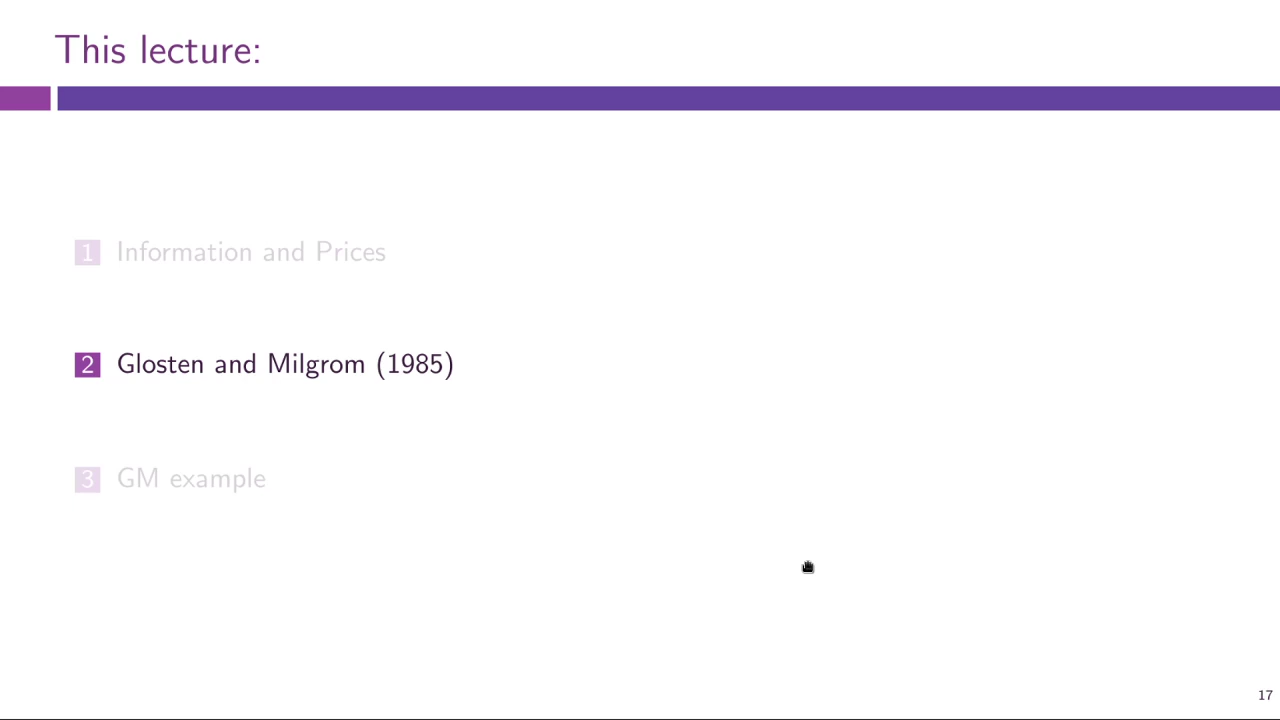 This lecture:
1 Information and Prices
2 Glosten and Milgrom (1985)
3 GM example
17